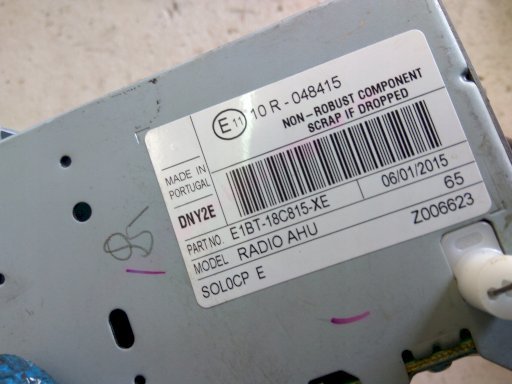 E11 10 R - 048415
NON-ROBUST COMPONENT
SCRAP IF DROPPED
MADE IN
PORTUGAL
DNY2E
06/01/2015
PART NO. E1BT-18C815-XE
65
MODEL RADIO AHU
Z006623
SOL0CP E
85